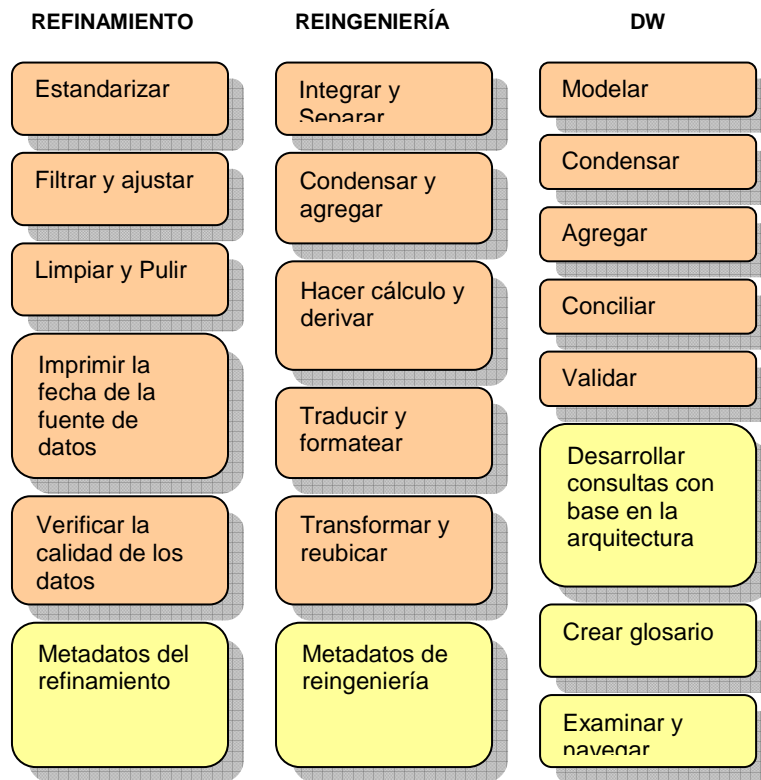 REFINAMIENTO
Estandarizar
Filtrar y ajustar
Limpiar y Pulir
Imprimir la
fecha de la
fuente de
datos
Verificar la
calidad de los
datos
Metadatos del
refinamiento
REINGENIERÍA
Integrar y
Separar
Condensar y
agregar
Hacer cálculo y
derivar
Traducir y
formatear
Transformar y
reubicar
Metadatos de
reingeniería
DW
Modelar
Condensar
Agregar
Conciliar
Validar
Desarrollar
consultas con
base en la
arquitectura
Crear glosario
Examinar y
navegar